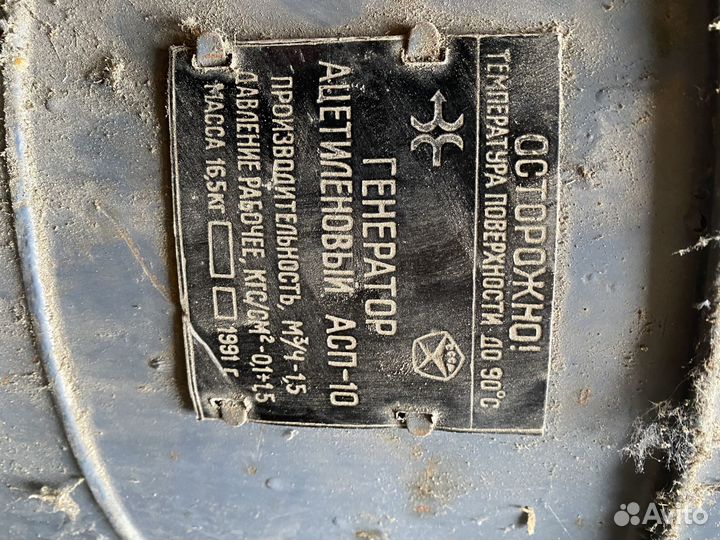 ОСТОРОЖНО!
ТЕМПЕРАТУРА ПОВЕРХНОСТИ ДО 90°С
ГЕНЕРАТОР
АЦЕТИЛЕНОВЫЙ АСП-10
ПРОИЗВОДИТЕЛЬНОСТЬ, М³/Ч-1,5
ДАВЛЕНИЕ РАБОЧЕЕ, КГС/СМ²-0,1÷1,5
МАССА 16,5КГ 1991 Г
Avito